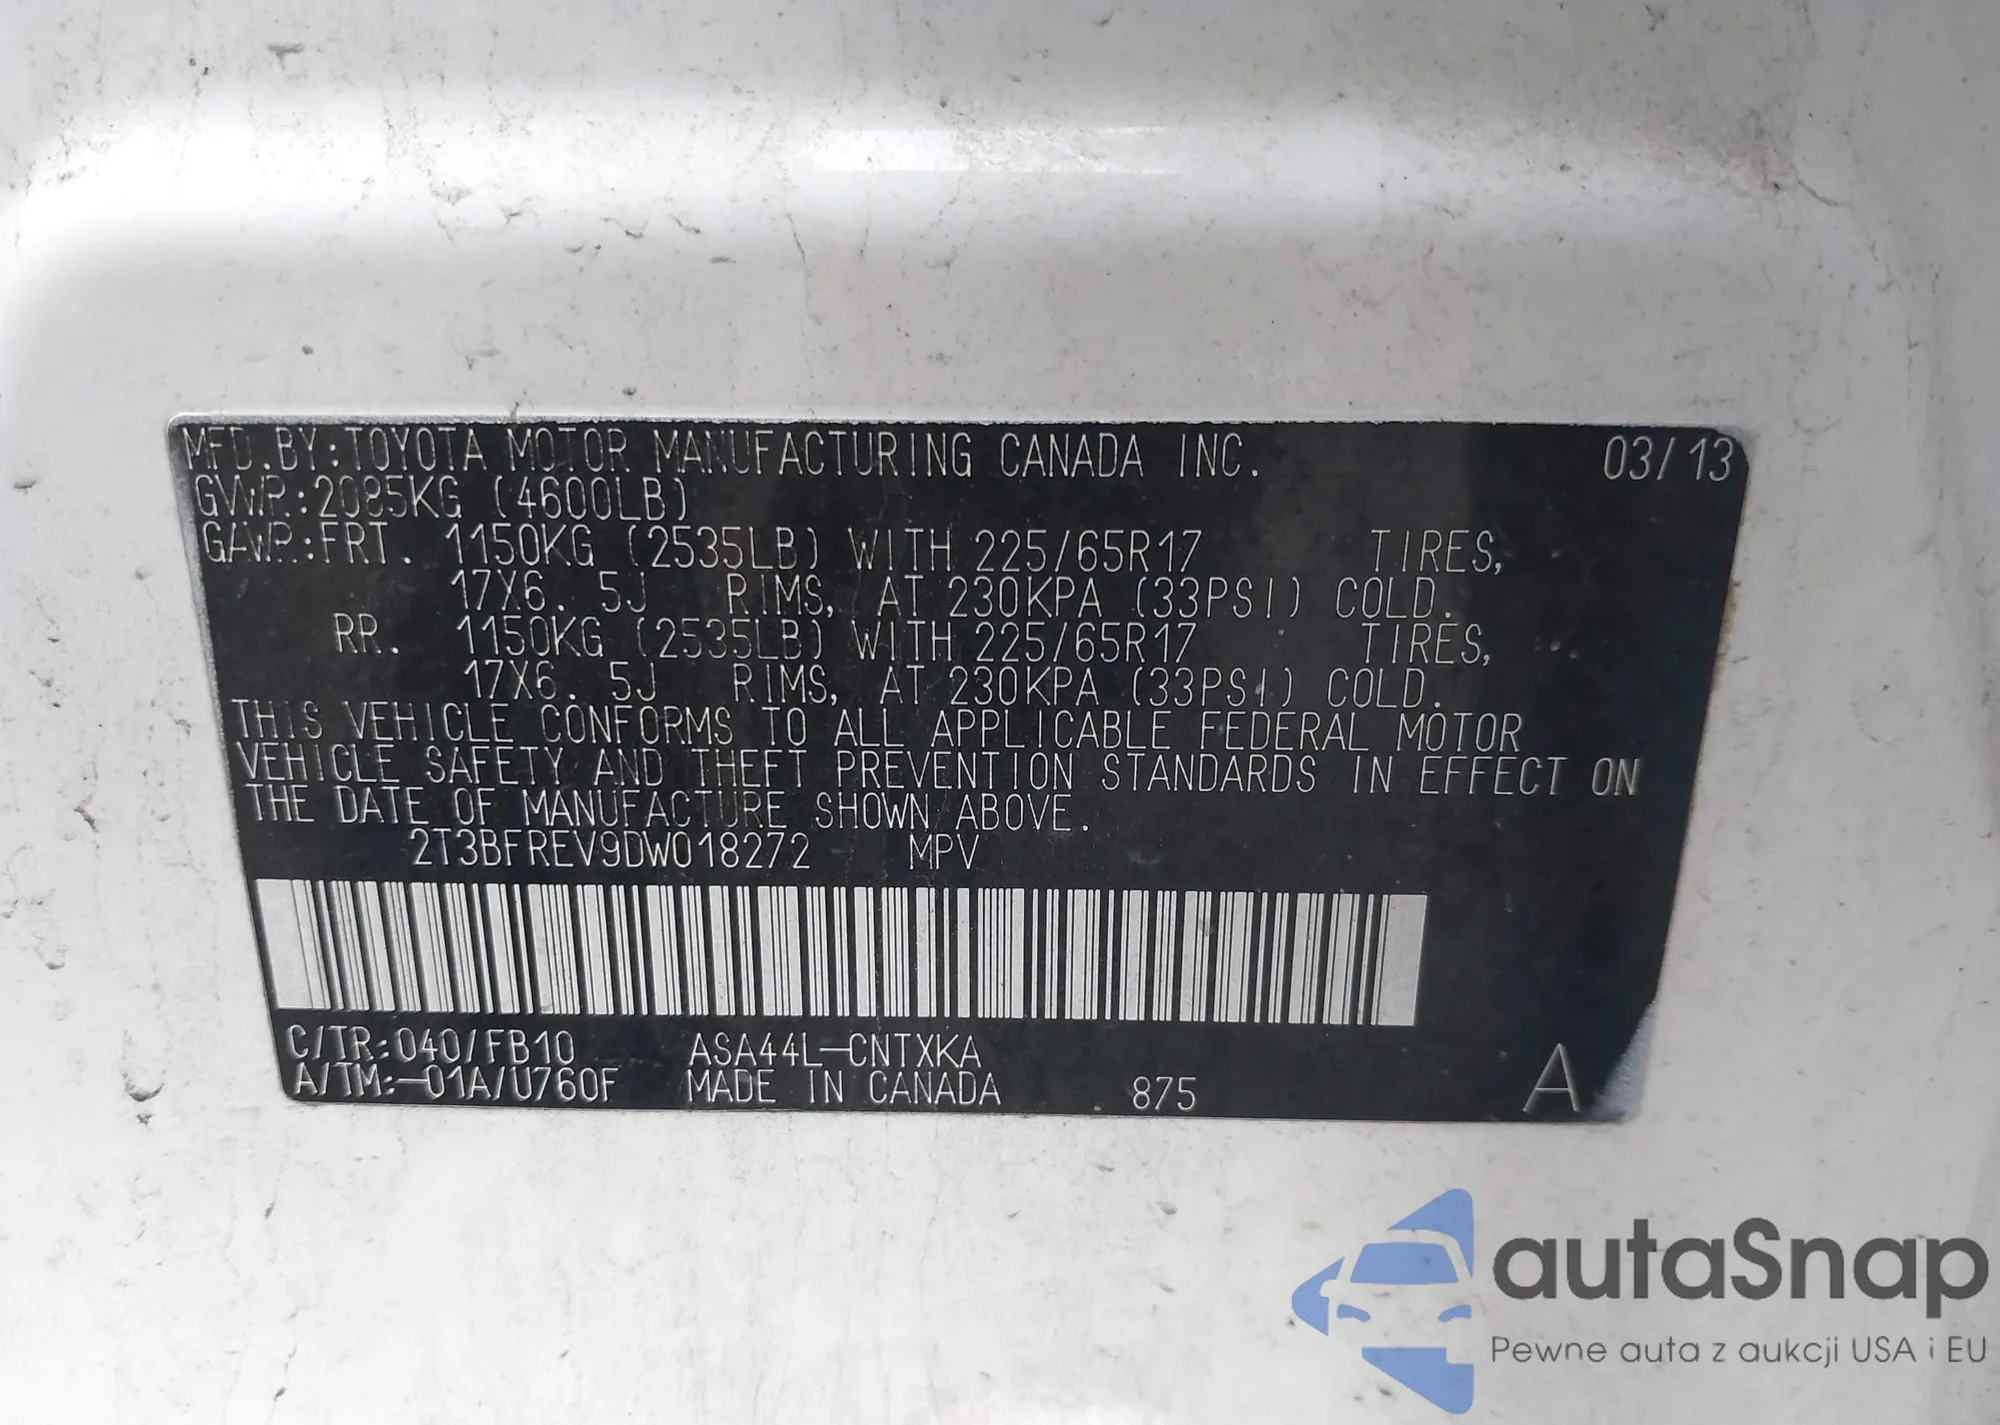 MFD.BY:TOYOTA MOTOR MANUFACTURING CANADA INC. 03/13
GVWR:2085KG (4600LB)
GAWR:FRT. 1150KG (2535LB) WITH 225/65R17 TIRES,
17X6.5J RIMS, AT 230KPA (33PSI) COLD.
RR. 1150KG (2535LB) WITH 225/65R17 TIRES,
17X6.5J RIMS, AT 230KPA (33PSI) COLD.
THIS VEHICLE CONFORMS TO ALL APPLICABLE FEDERAL MOTOR
VEHICLE SAFETY AND THEFT PREVENTION STANDARDS IN EFFECT ON
THE DATE OF MANUFACTURE SHOWN ABOVE.
2T3BFREV9DW018272 MPV
C/TR:040/FB10 ASA44L-CNTXKA
A/TM:-01A/U760F MADE IN CANADA 875 A
autaSnap
Pewne auta z aukcji USA i EU